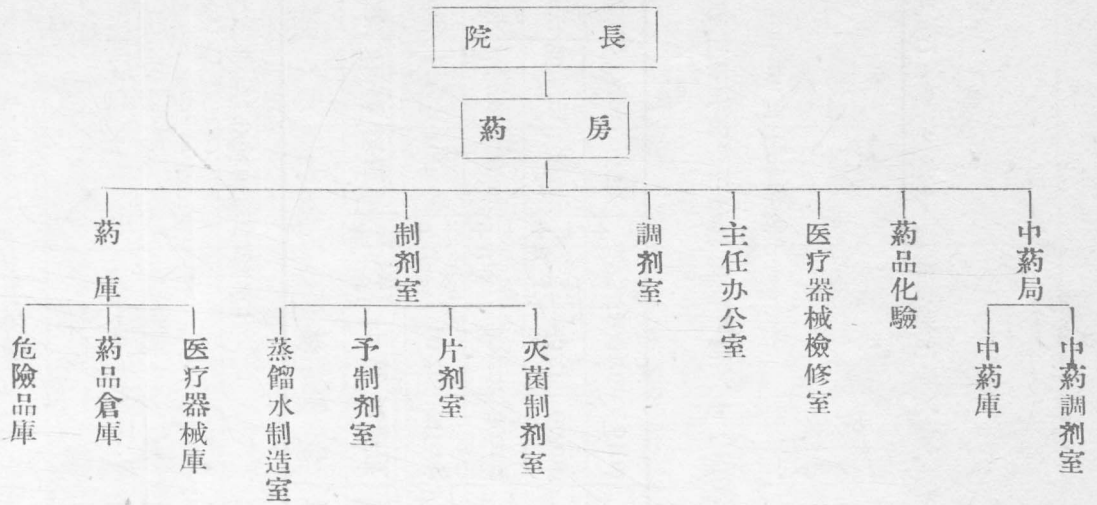 院長
葯房
葯庫
制剂室
調剂室
主任办公室
医疗器械檢修室
葯品化驗
中葯局
危險品庫
葯品倉庫
医疗器械庫
蒸餾水制造室
予制剂室
片剂室
灭菌制剂室
中葯庫
中葯調剂室